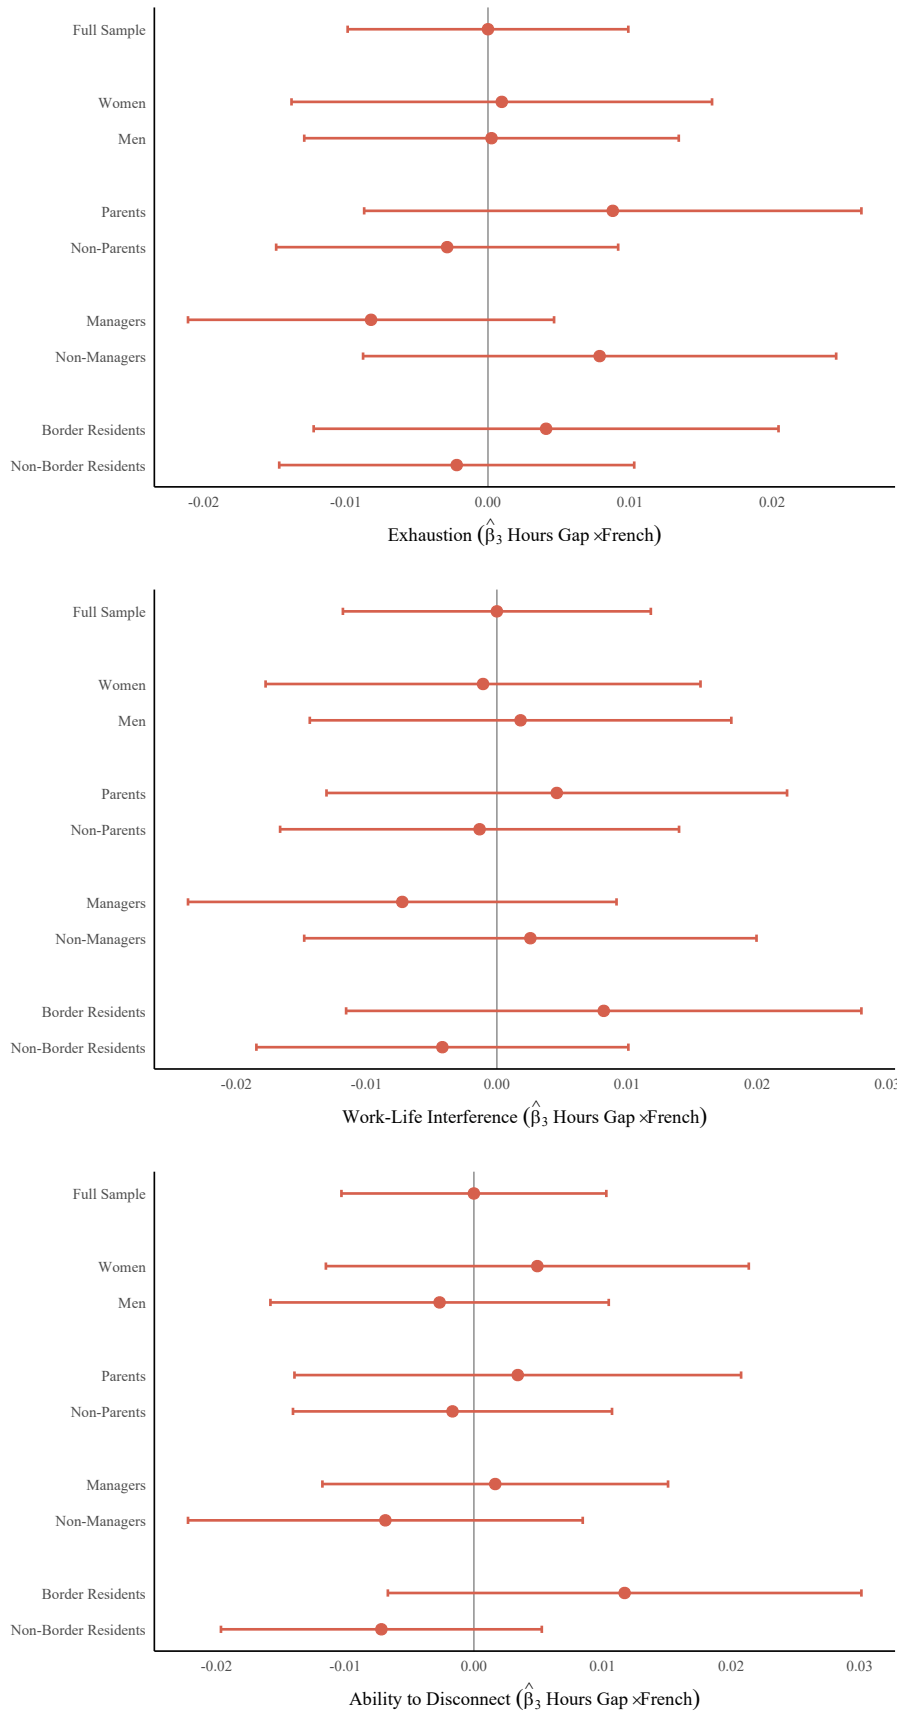 Full Sample
Women
Men
Parents
Non-Parents
Managers
Non-Managers
Border Residents
Non-Border Residents
-0.02 -0.01 0.00 0.01 0.02
Exhaustion (β̂₃ Hours Gap ×French)
Full Sample
Women
Men
Parents
Non-Parents
Managers
Non-Managers
Border Residents
Non-Border Residents
-0.02 -0.01 0.00 0.01 0.02 0.03
Work-Life Interference (β̂₃ Hours Gap ×French)
Full Sample
Women
Men
Parents
Non-Parents
Managers
Non-Managers
Border Residents
Non-Border Residents
-0.02 -0.01 0.00 0.01 0.02 0.03
Ability to Disconnect (β̂₃ Hours Gap ×French)